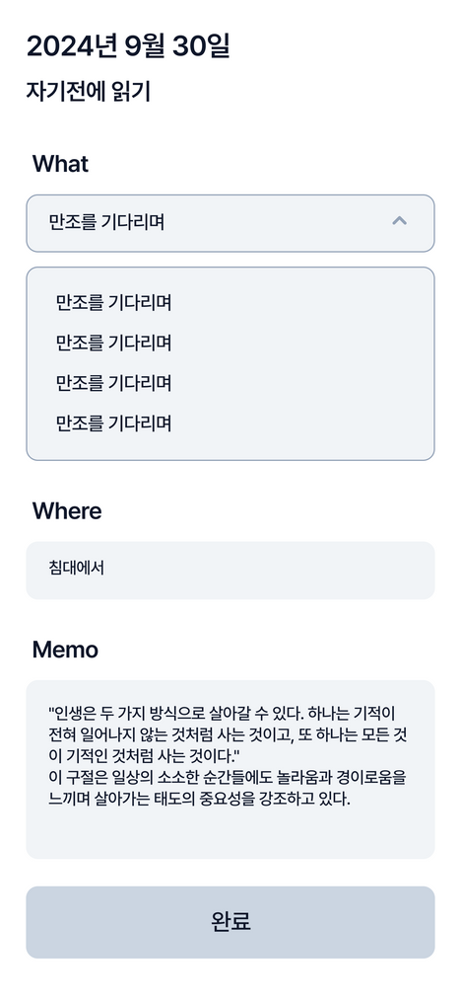 2024년 9월 30일
자기전에 읽기
What
만조를 기다리며
만조를 기다리며
만조를 기다리며
만조를 기다리며
만조를 기다리며
Where
침대에서
Memo
"인생은 두 가지 방식으로 살아갈 수 있다. 하나는 기적이
전혀 일어나지 않는 것처럼 사는 것이고, 또 하나는 모든 것
이 기적인 것처럼 사는 것이다."
이 구절은 일상의 소소한 순간들에도 놀라움과 경이로움을
느끼며 살아가는 태도의 중요성을 강조하고 있다.
완료